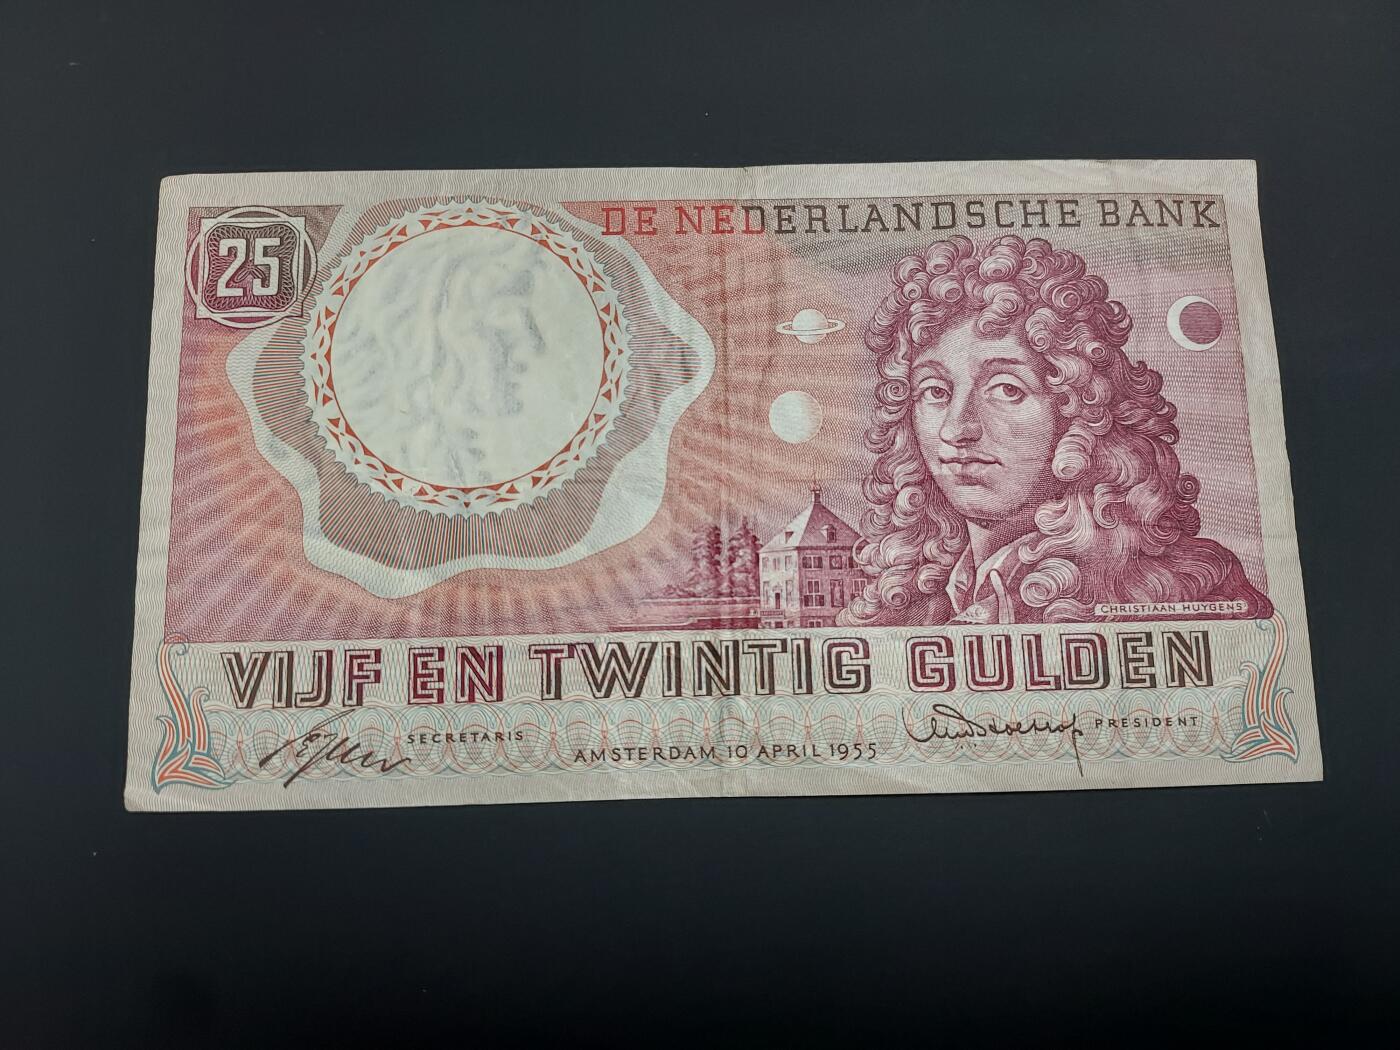 25
DE NEDERLANDSCHE BANK
CHRISTIAAN HUYGENS
VIJF EN TWINTIG GULDEN
SECRETARIS
AMSTERDAM 10 APRIL 1955
PRESIDENT